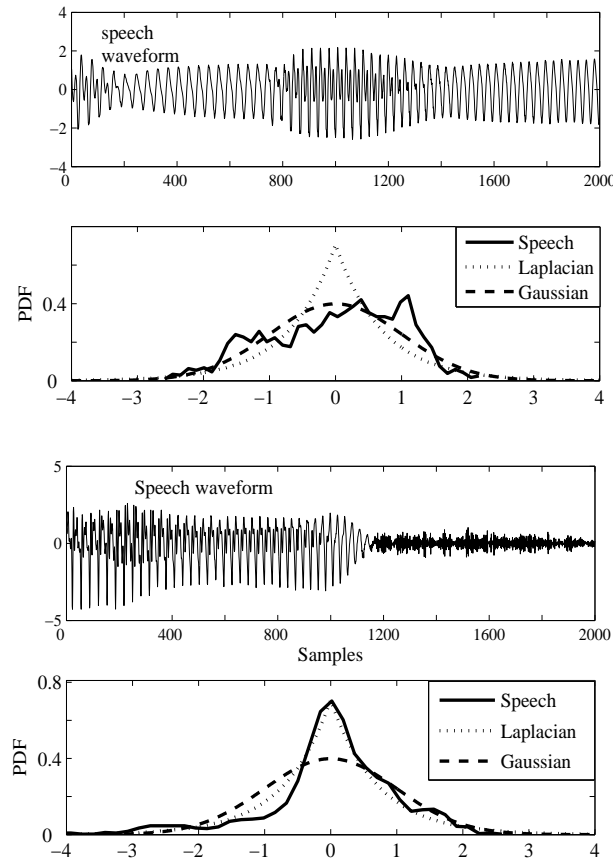 4
speech
waveform
2
0
−2
−4
0 400 800 1200 1600 2000
PDF
0.4
0
Speech
Laplacian
Gaussian
−4 −3 −2 −1 0 1 2 3 4
5
Speech waveform
0
−5
0 400 800 1200 1600 2000
Samples
0.8
PDF
0.4
0
Speech
Laplacian
Gaussian
−4 −3 −2 −1 0 1 2 3 4